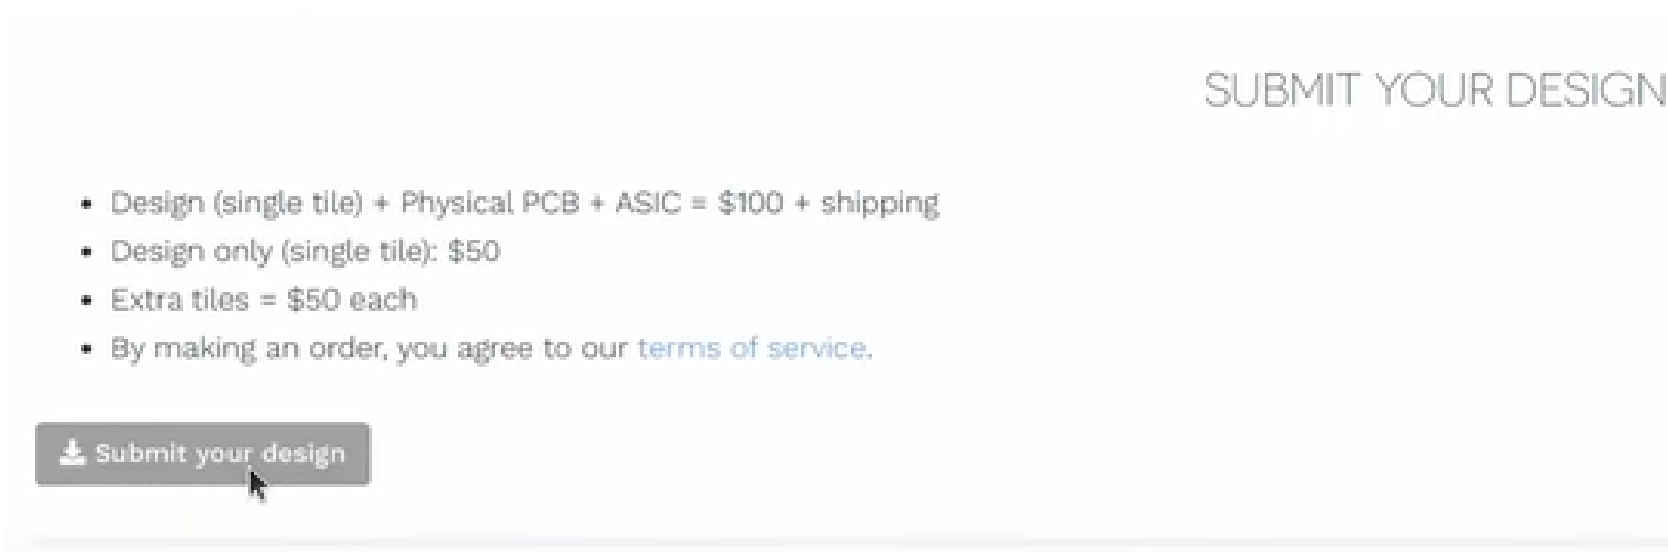 SUBMIT YOUR DESIGN
Design (single tile) + Physical PCB + ASIC = $100 + shipping
Design only (single tile): $50
Extra tiles = $50 each
By making an order, you agree to our terms of service.
Submit your design